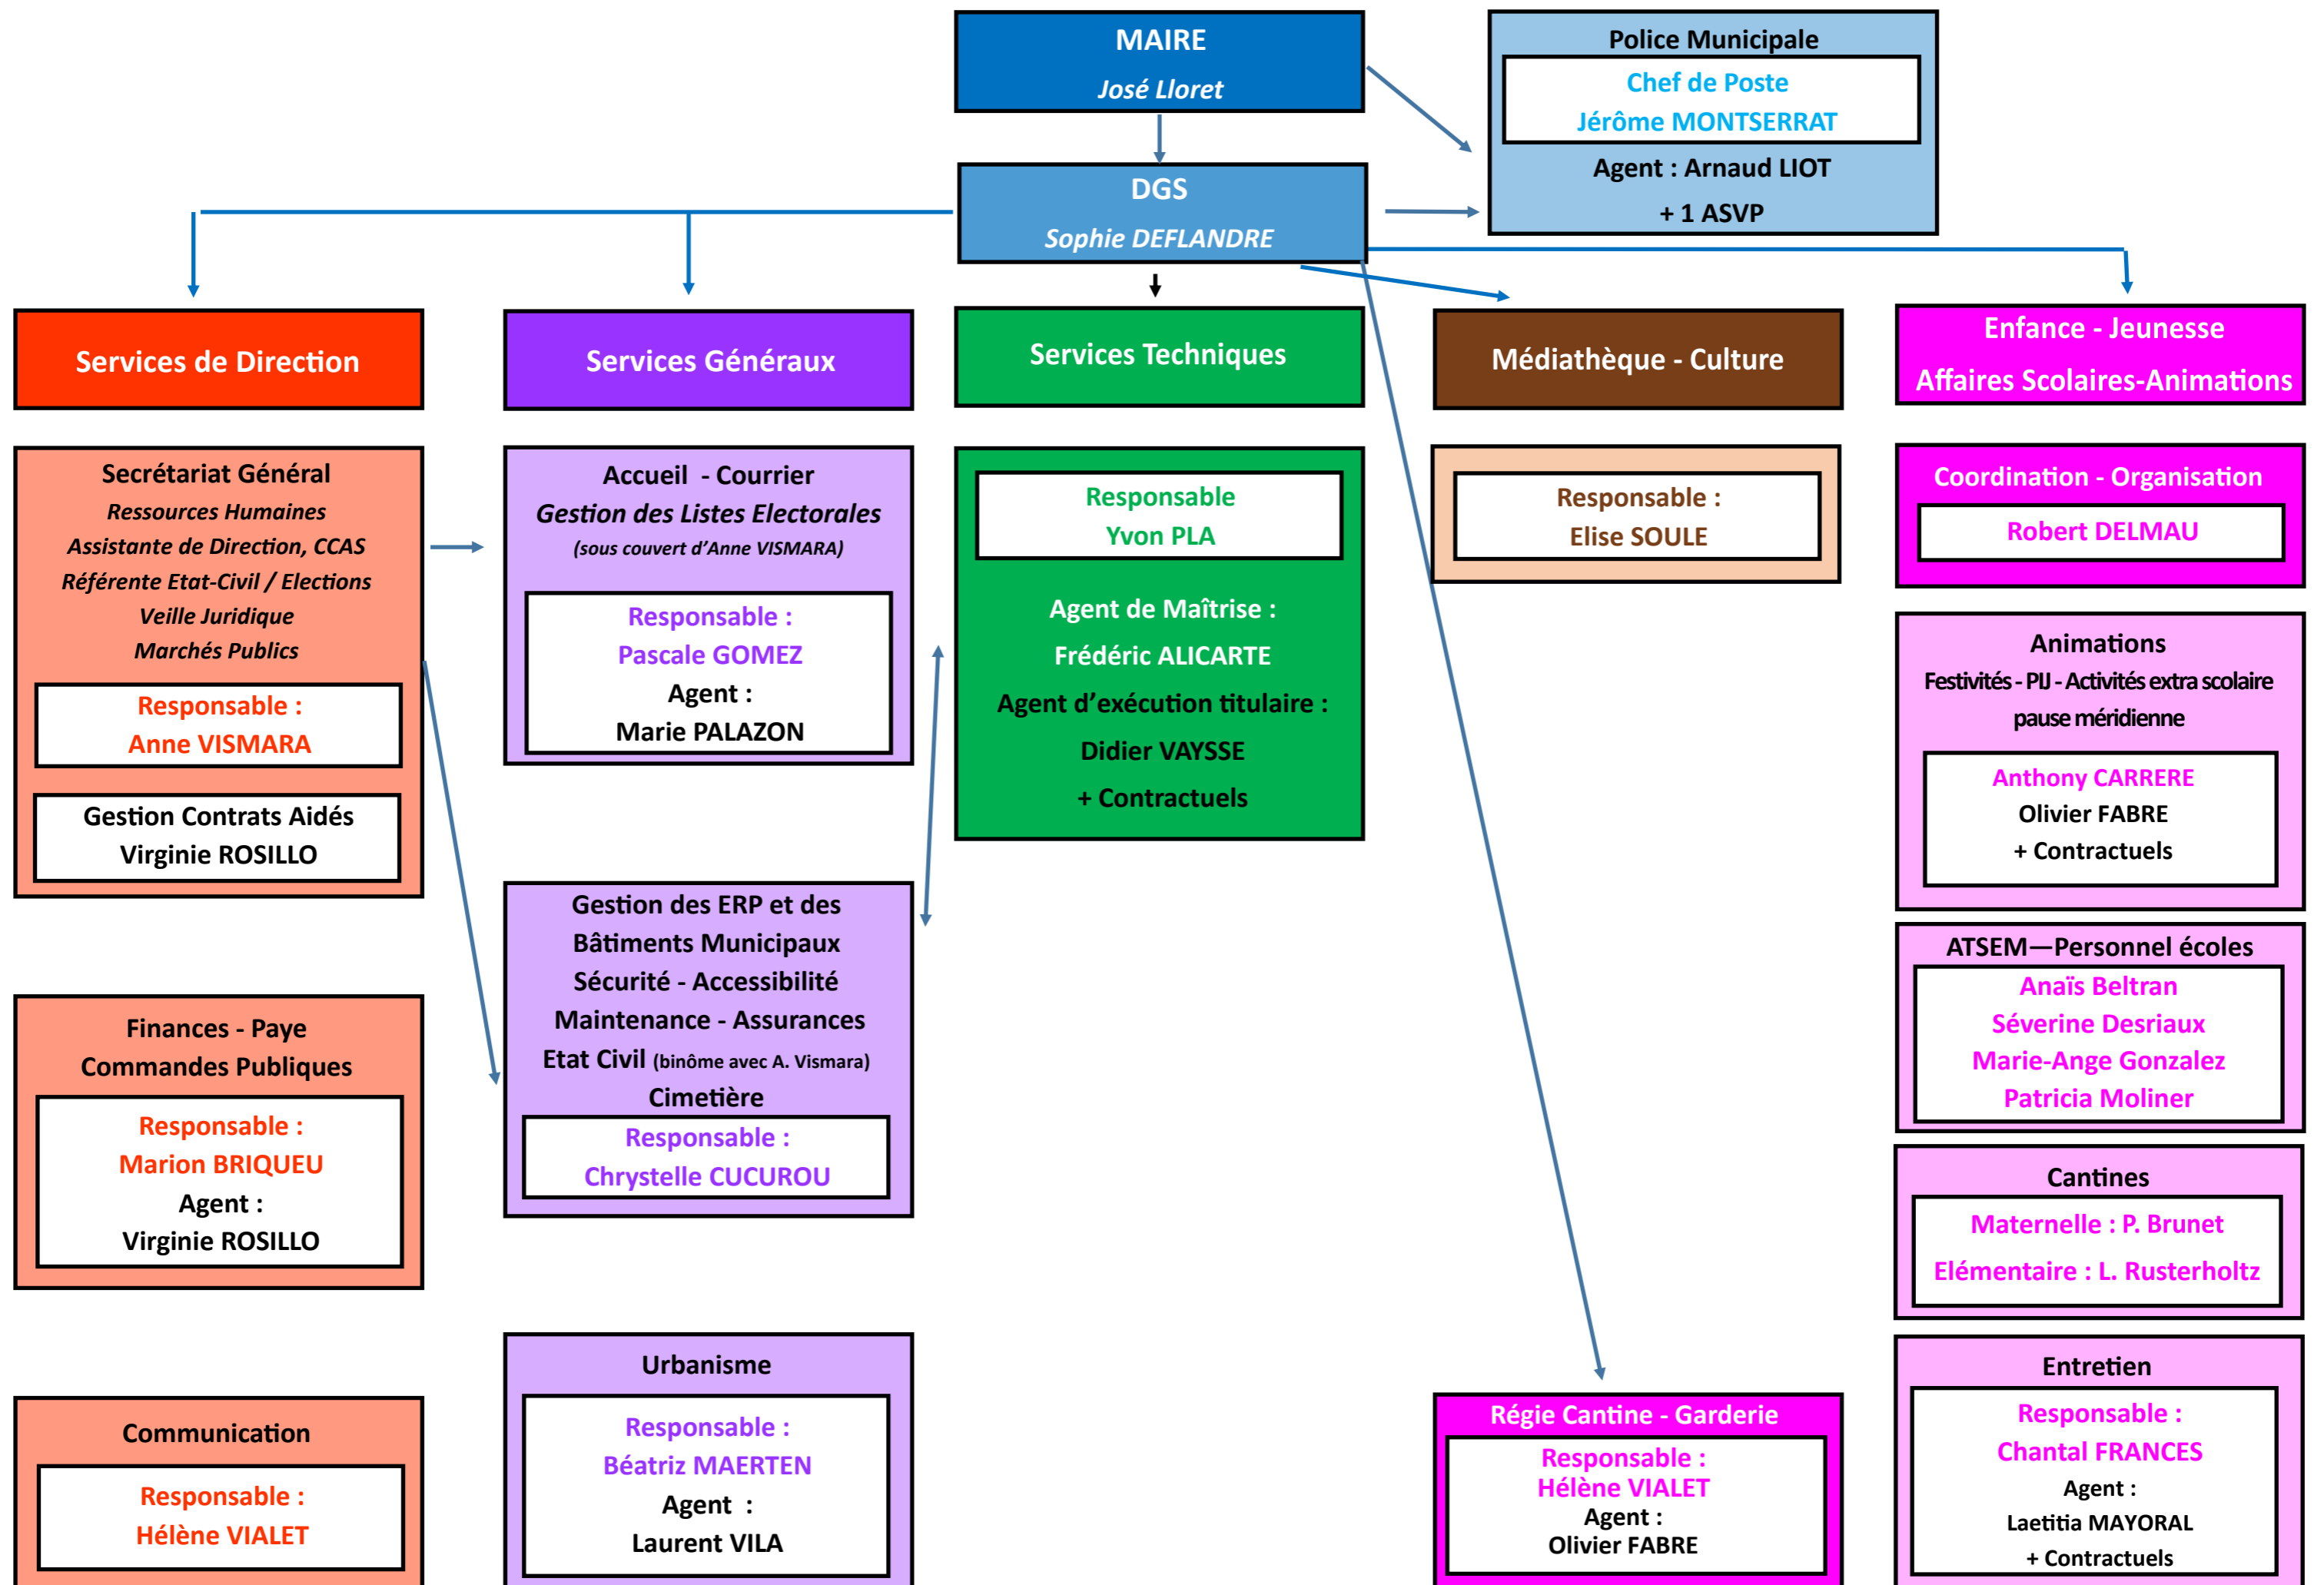 MAIRE
José Lloret
Police Municipale
Chef de Poste
Jérôme MONTSERRAT
Agent : Arnaud LIOT
+ 1 ASVP
DGS
Sophie DEFLANDRE
Services de Direction
Services Généraux
Services Techniques
Médiathèque - Culture
Enfance - Jeunesse
Affaires Scolaires-Animations
Secrétariat Général
Ressources Humaines
Assistante de Direction, CCAS
Référente Etat-Civil / Elections
Veille Juridique
Marchés Publics
Responsable :
Anne VISMARA
Gestion Contrats Aidés
Virginie ROSILLO
Finances - Paye
Commandes Publiques
Responsable :
Marion BRIQUEU
Agent :
Virginie ROSILLO
Communication
Responsable :
Hélène VIALET
Accueil - Courrier
Gestion des Listes Electorales
(sous couvert d’Anne VISMARA)
Responsable :
Pascale GOMEZ
Agent :
Marie PALAZON
Gestion des ERP et des
Bâtiments Municipaux
Sécurité - Accessibilité
Maintenance - Assurances
Etat Civil (binôme avec A. Vismara)
Cimetière
Responsable :
Chrystelle CUCUROU
Urbanisme
Responsable :
Béatriz MAERTEN
Agent :
Laurent VILA
Responsable
Yvon PLA
Agent de Maîtrise :
Frédéric ALICARTE
Agent d’exécution titulaire :
Didier VAYSSE
+ Contractuels
Responsable :
Elise SOULE
Régie Cantine - Garderie
Responsable :
Hélène VIALET
Agent :
Olivier FABRE
Coordination - Organisation
Robert DELMAU
Animations
Festivités - PIJ - Activités extra scolaire
pause méridienne
Anthony CARRERE
Olivier FABRE
+ Contractuels
ATSEM—Personnel écoles
Anaïs Beltran
Séverine Desriaux
Marie-Ange Gonzalez
Patricia Moliner
Cantines
Maternelle : P. Brunet
Elémentaire : L. Rusterholtz
Entretien
Responsable :
Chantal FRANCES
Agent :
Laetitia MAYORAL
+ Contractuels